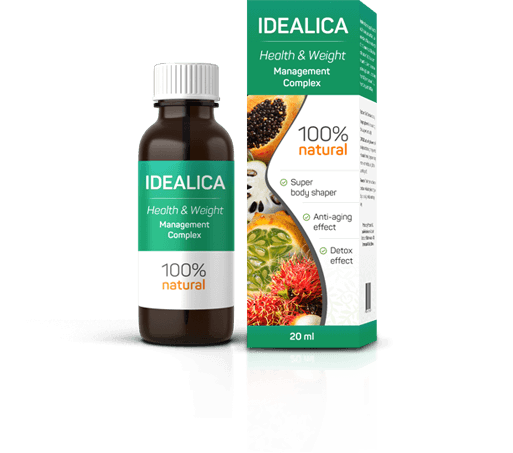 IDEALICA
Health & Weight
Management
Complex
100%
natural
IDEALICA
Health & Weight
Management
Complex
100%
natural
Super
body shaper
Anti-aging
effect
Detox
effect
20 ml